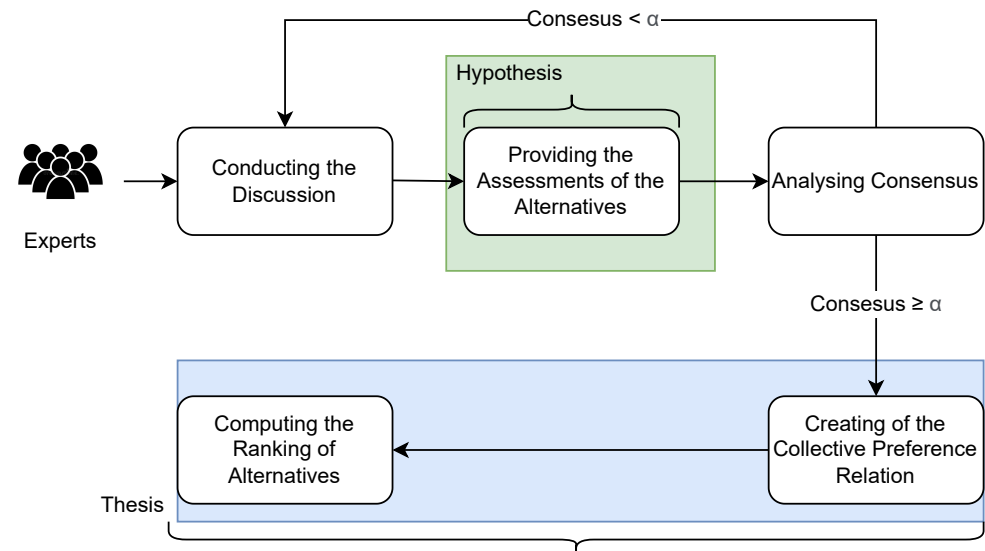 Consesus < α
Hypothesis
Conducting the
Discussion
Providing the
Assessments of the
Alternatives
Analysing Consensus
Experts
Consesus ≥ α
Computing the
Ranking of
Alternatives
Creating of the
Collective Preference
Relation
Thesis